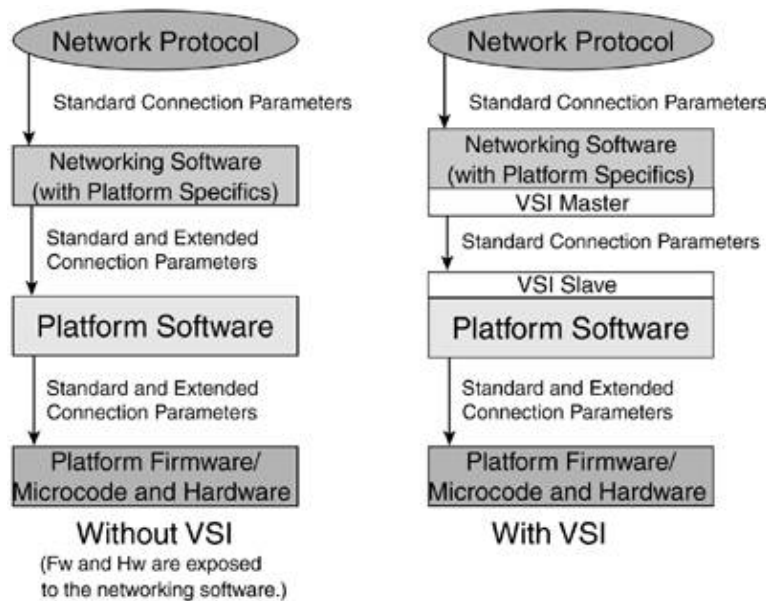 Network Protocol
Standard Connection Parameters
Networking Software
(with Platform Specifics)
Standard and Extended
Connection Parameters
Platform Software
Standard and Extended
Connection Parameters
Platform Firmware/
Microcode and Hardware
Without VSI
(Fw and Hw are exposed
to the networking software.)
Network Protocol
Standard Connection Parameters
Networking Software
(with Platform Specifics)
VSI Master
Standard Connection Parameters
VSI Slave
Platform Software
Standard and Extended
Connection Parameters
Platform Firmware/
Microcode and Hardware
With VSI